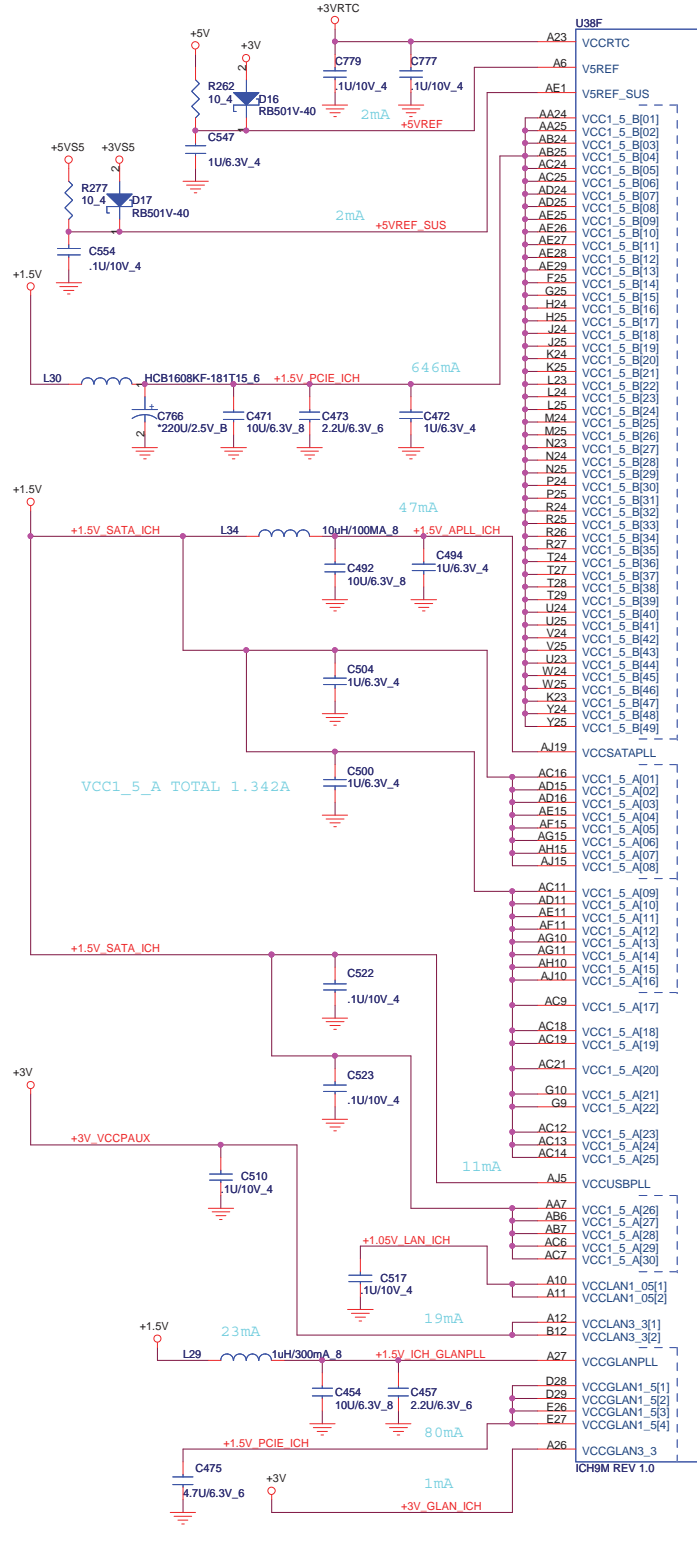 +3VRTC
U38F
+5V
+3V
A23 VCCRTC
C779
.1U/10V_4
C777
.1U/10V_4
A6 V5REF
R262
10_4
D16
RB501V-40
2
1
2mA
+5VREF
AE1 V5REF_SUS
C547
1U/6.3V_4
+5VS5
+3VS5
R277
10_4
D17
RB501V-40
2
1
2mA
+5VREF_SUS
C554
.1U/10V_4
AA24 VCC1_5_B[01]
AA25 VCC1_5_B[02]
AB24 VCC1_5_B[03]
AB25 VCC1_5_B[04]
AC24 VCC1_5_B[05]
AC25 VCC1_5_B[06]
AD24 VCC1_5_B[07]
AD25 VCC1_5_B[08]
AE25 VCC1_5_B[09]
AE26 VCC1_5_B[10]
AE27 VCC1_5_B[11]
AE28 VCC1_5_B[12]
AE29 VCC1_5_B[13]
F25 VCC1_5_B[14]
G25 VCC1_5_B[15]
H24 VCC1_5_B[16]
H25 VCC1_5_B[17]
J24 VCC1_5_B[18]
J25 VCC1_5_B[19]
K24 VCC1_5_B[20]
K25 VCC1_5_B[21]
L23 VCC1_5_B[22]
L24 VCC1_5_B[23]
L25 VCC1_5_B[24]
M24 VCC1_5_B[25]
M25 VCC1_5_B[26]
N23 VCC1_5_B[27]
N24 VCC1_5_B[28]
N25 VCC1_5_B[29]
P24 VCC1_5_B[30]
P25 VCC1_5_B[31]
R24 VCC1_5_B[32]
R25 VCC1_5_B[33]
R26 VCC1_5_B[34]
R27 VCC1_5_B[35]
T24 VCC1_5_B[36]
T27 VCC1_5_B[37]
T28 VCC1_5_B[38]
T29 VCC1_5_B[39]
U24 VCC1_5_B[40]
U25 VCC1_5_B[41]
V24 VCC1_5_B[42]
V25 VCC1_5_B[43]
U23 VCC1_5_B[44]
W24 VCC1_5_B[45]
W25 VCC1_5_B[46]
K23 VCC1_5_B[47]
Y24 VCC1_5_B[48]
Y25 VCC1_5_B[49]
+1.5V
L30
HCB1608KF-181T15_6
+1.5V_PCIE_ICH
646mA
1
2
C766
*220U/2.5V_B
C471
10U/6.3V_8
C473
2.2U/6.3V_6
C472
1U/6.3V_4
+1.5V
+1.5V_SATA_ICH
L34
10uH/100MA_8
+1.5V_APLL_ICH
47mA
C492
10U/6.3V_8
C494
1U/6.3V_4
C504
1U/6.3V_4
AJ19 VCCSATAPLL
C500
1U/6.3V_4
VCC1_5_A TOTAL 1.342A
AC16 VCC1_5_A[01]
AD15 VCC1_5_A[02]
AD16 VCC1_5_A[03]
AE15 VCC1_5_A[04]
AF15 VCC1_5_A[05]
AG15 VCC1_5_A[06]
AH15 VCC1_5_A[07]
AJ15 VCC1_5_A[08]
AC11 VCC1_5_A[09]
AD11 VCC1_5_A[10]
AE11 VCC1_5_A[11]
AF11 VCC1_5_A[12]
AG10 VCC1_5_A[13]
AG11 VCC1_5_A[14]
AH10 VCC1_5_A[15]
AJ10 VCC1_5_A[16]
+1.5V_SATA_ICH
C522
.1U/10V_4
AC9 VCC1_5_A[17]
AC18 VCC1_5_A[18]
AC19 VCC1_5_A[19]
AC21 VCC1_5_A[20]
C523
.1U/10V_4
G10 VCC1_5_A[21]
G9 VCC1_5_A[22]
AC12 VCC1_5_A[23]
AC13 VCC1_5_A[24]
AC14 VCC1_5_A[25]
+3V
+3V_VCCPAUX
C510
.1U/10V_4
11mA
AJ5 VCCUSBPLL
AA7 VCC1_5_A[26]
AB6 VCC1_5_A[27]
AB7 VCC1_5_A[28]
AC6 VCC1_5_A[29]
AC7 VCC1_5_A[30]
+1.05V_LAN_ICH
C517
.1U/10V_4
A10 VCCLAN1_05[1]
A11 VCCLAN1_05[2]
19mA
A12 VCCLAN3_3[1]
B12 VCCLAN3_3[2]
+1.5V
23mA
L29
1uH/300mA_8
+1.5V_ICH_GLANPLL
A27 VCCGLANPLL
C454
10U/6.3V_8
C457
2.2U/6.3V_6
D28 VCCGLAN1_5[1]
D29 VCCGLAN1_5[2]
E26 VCCGLAN1_5[3]
E27 VCCGLAN1_5[4]
80mA
+1.5V_PCIE_ICH
A26 VCCGLAN3_3
C475
4.7U/6.3V_6
ICH9M REV 1.0
+3V
1mA
+3V_GLAN_ICH